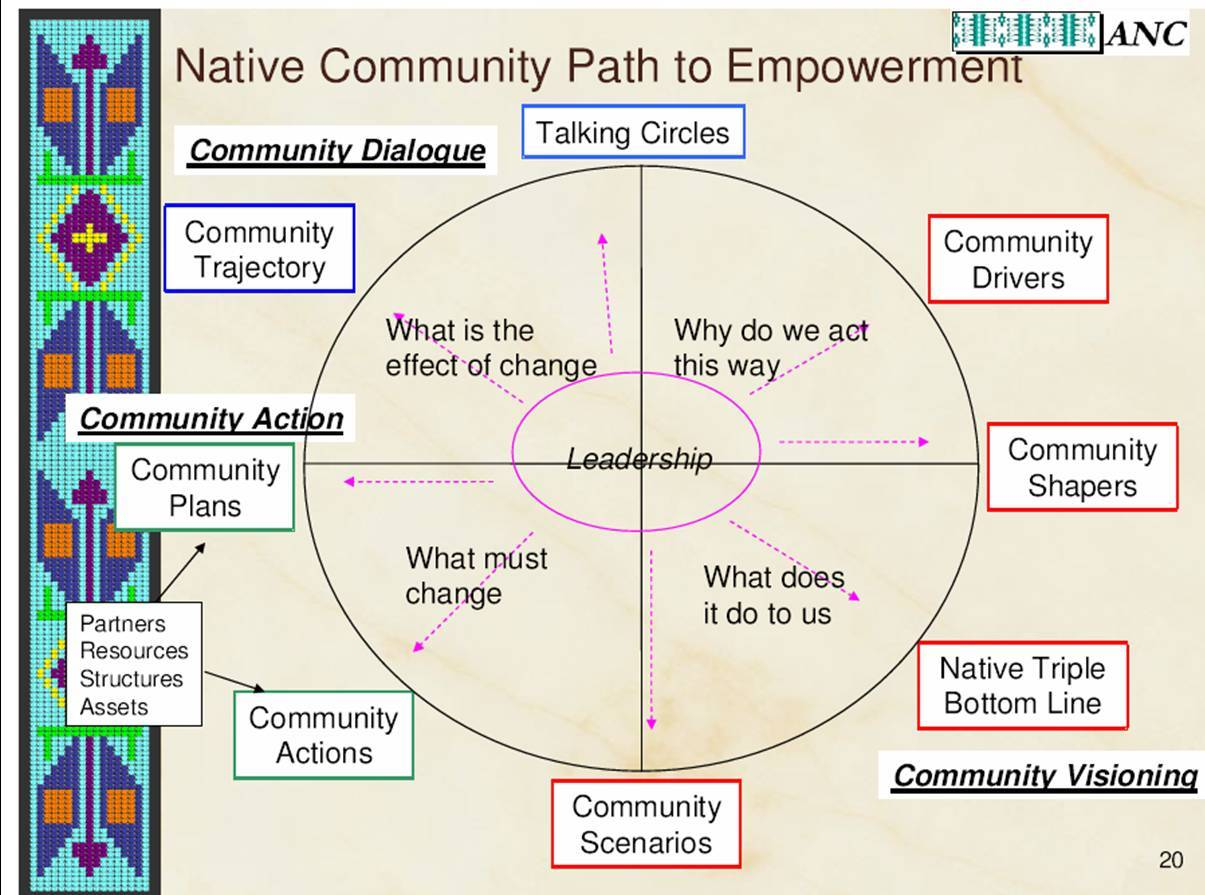 ANC
Native Community Path to Empowerment
Talking Circles
Community Dialogue
Community
Trajectory
Community
Drivers
What is the
effect of change
Why do we act
this way
Community Action
Community
Plans
Leadership
Community
Shapers
What must
change
What does
it do to us
Partners
Resources
Structures
Assets
Native Triple
Bottom Line
Community
Actions
Community Visioning
Community
Scenarios
20